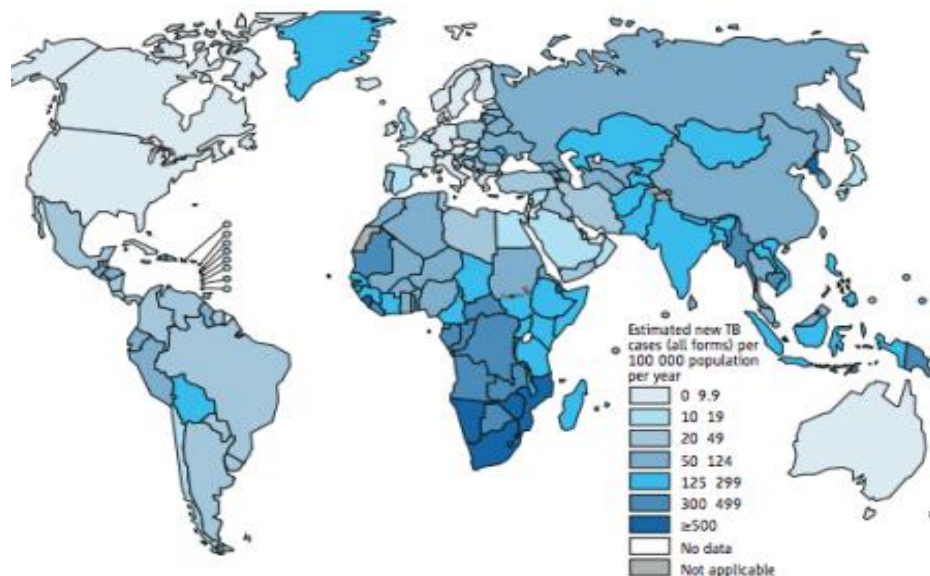 Estimated new TB
cases (all forms) per
100 000 population
per year
0 9.9
10 19
20 49
50 124
125 299
300 499
≥500
No data
Not applicable